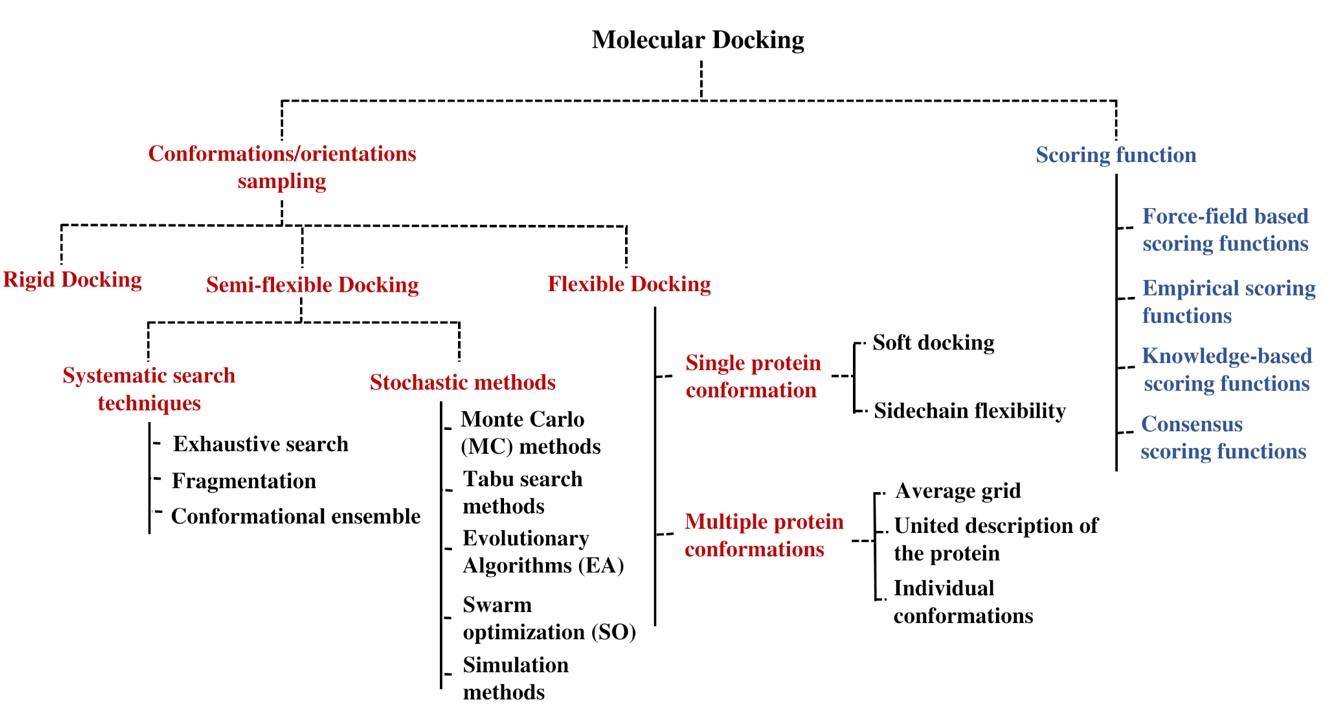 Molecular Docking
Conformations/orientations
sampling
Scoring function
Rigid Docking
Semi-flexible Docking
Flexible Docking
Systematic search
techniques
Exhaustive search
Fragmentation
Conformational ensemble
Stochastic methods
Monte Carlo
(MC) methods
Tabu search
methods
Evolutionary
Algorithms (EA)
Swarm
optimization (SO)
Simulation
methods
Single protein
conformation
Soft docking
Sidechain flexibility
Multiple protein
conformations
Average grid
United description of
the protein
Individual
conformations
Force-field based
scoring functions
Empirical scoring
functions
Knowledge-based
scoring functions
Consensus
scoring functions